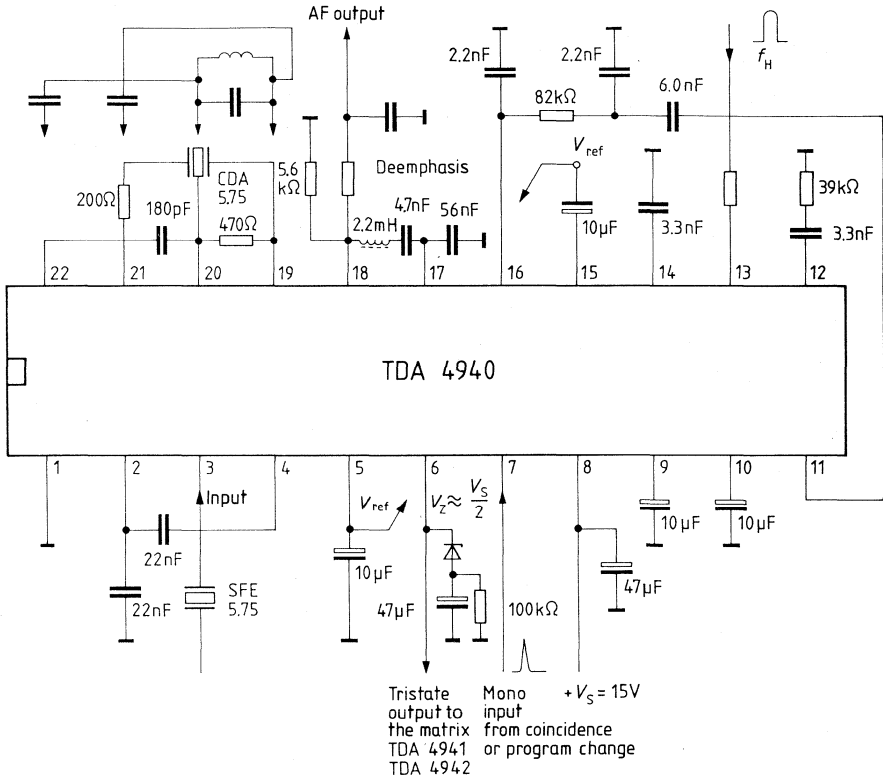 AF output
2.2nF
2.2nF
f_H
82kΩ
6.0nF
V_ref
CDA
5.75
5.6
kΩ
Deemphasis
200Ω
180pF
470Ω
2.2mH
4.7nF
56nF
10µF
3.3nF
39kΩ
3.3nF
22
21
20
19
18
17
16
15
14
13
12
TDA 4940
1
2
3
4
5
6
7
8
9
10
11
Input
V_ref
V_Z≈ V_S/2
22nF
22nF
SFE
5.75
10µF
47µF
100kΩ
47µF
10µF
10µF
Tristate
output to
the matrix
TDA 4941
TDA 4942
Mono
input
from coincidence
or program change
+V_S = 15V